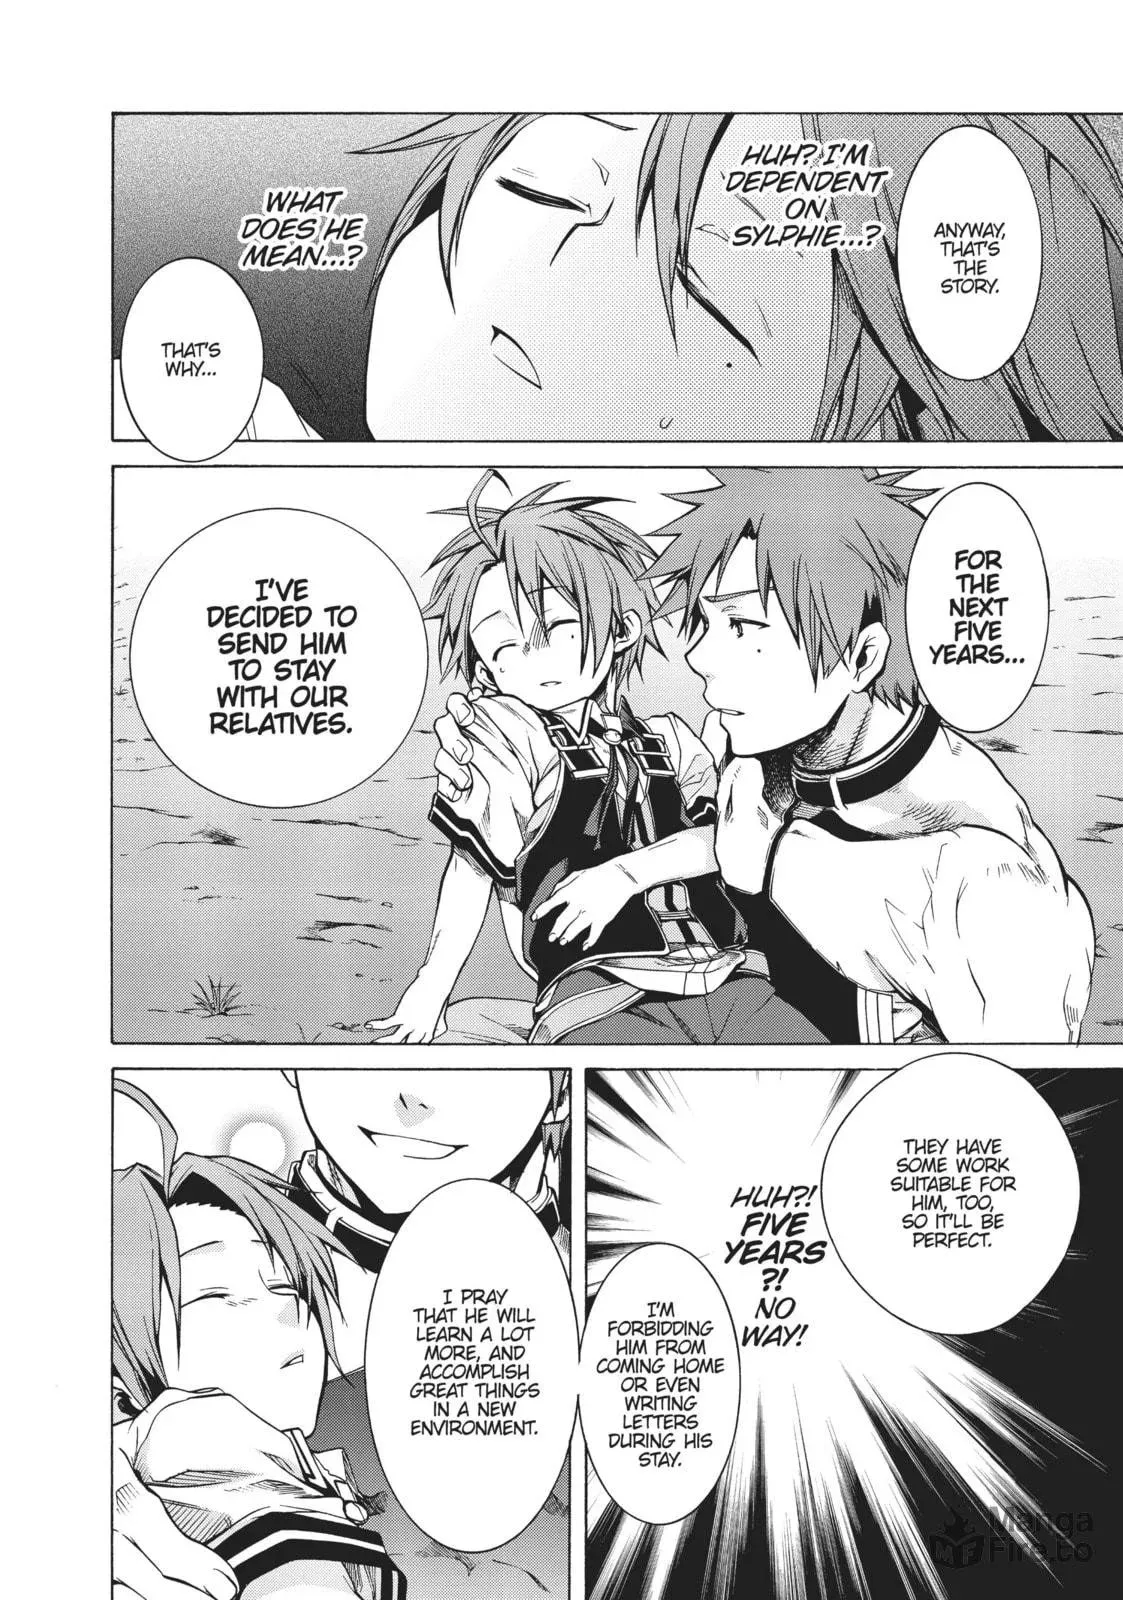 ANYWAY,
THAT'S
THE
STORY.
HUH? I'M
DEPENDENT
ON
SYLPHIE...?
WHAT
DOES HE
MEAN...?
THAT'S
WHY...
FOR
THE
NEXT
FIVE
YEARS...
I'VE
DECIDED TO
SEND HIM
TO STAY
WITH OUR
RELATIVES.
THEY HAVE
SOME WORK
SUITABLE FOR
HIM, TOO,
SO IT'LL BE
PERFECT.
HUH?!
FIVE
YEARS
?!
NO
WAY!
I'M
FORBIDDING
HIM FROM
COMING HOME
OR EVEN
WRITING
LETTERS
DURING HIS
STAY.
I PRAY
THAT HE WILL
LEARN A LOT
MORE, AND
ACCOMPLISH
GREAT THINGS
IN A NEW
ENVIRONMENT.
Manga
MF Fire.to